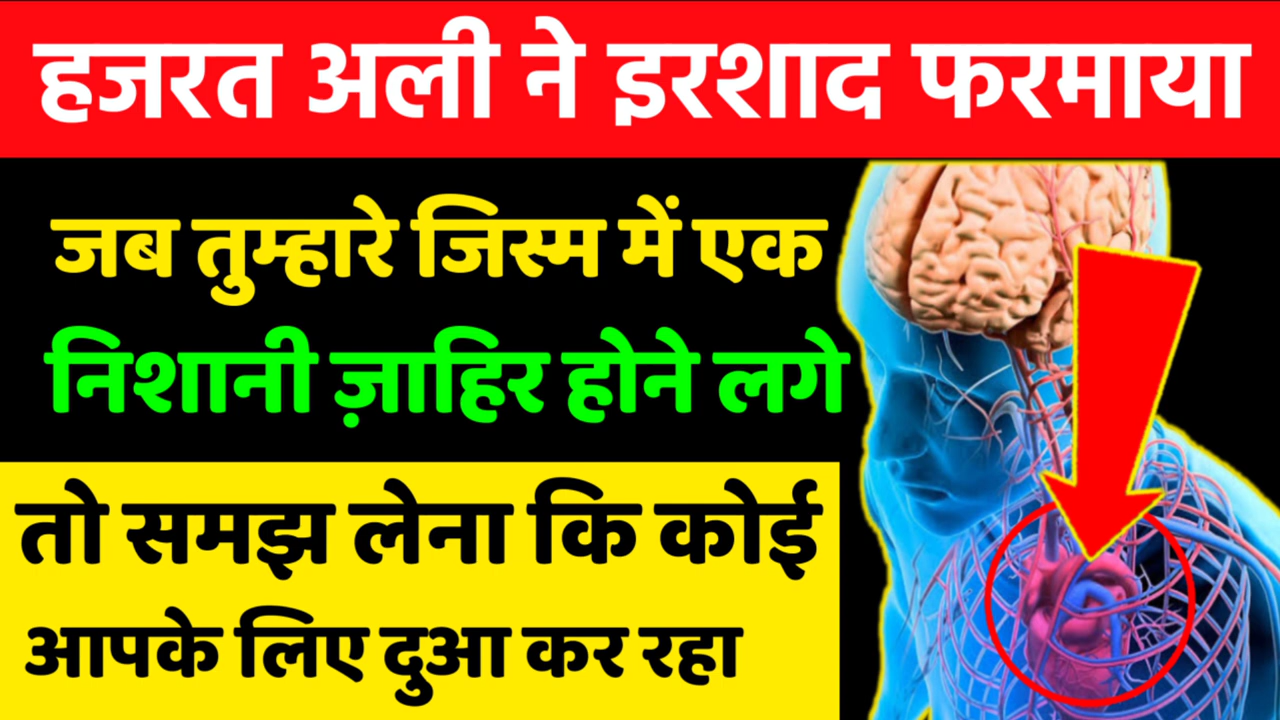 हजरत अली ने इरशाद फरमाया
जब तुम्हारे जिस्म में एक
निशानी ज़ाहिर होने लगे
तो समझ लेना कि कोई
आपके लिए दुआ कर रहा